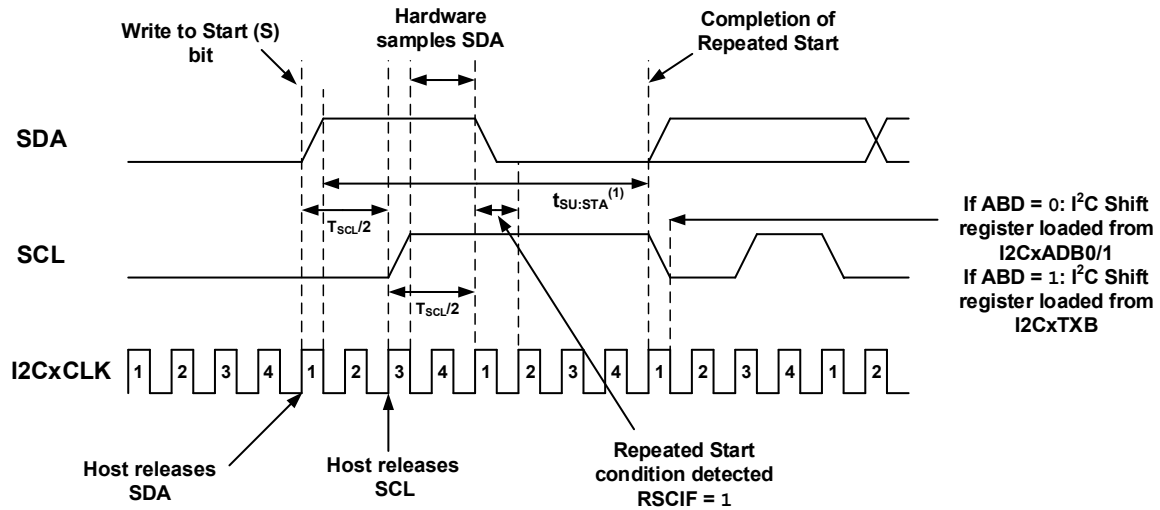 Write to Start (S)
bit
Hardware
samples SDA
Completion of
Repeated Start
SDA
t_SU:STA^(1)
T_SCL/2
If ABD = 0: I²C Shift
register loaded from
I2CxADB0/1
If ABD = 1: I²C Shift
register loaded from
I2CxTXB
SCL
T_SCL/2
I2CxCLK 1 2 3 4 1 2 3 4 1 2 3 4 1 2 3 4 1 2
Host releases
SDA
Host releases
SCL
Repeated Start
condition detected
RSCIF = 1